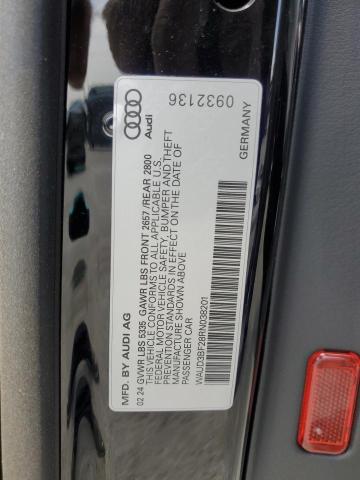 Audi
0932136
GERMANY
MFD. BY AUDI AG
02 24 GVWR LBS 5335 GAWR LBS FRONT 2657 /REAR 2800
THIS VEHICLE CONFORMS TO ALL APPLICABLE U.S.
FEDERAL MOTOR VEHICLE SAFETY, BUMPER AND THEFT
PREVENTION STANDARDS IN EFFECT ON THE DATE OF
MANUFACTURE SHOWN ABOVE
PASSENGER CAR
WAUD3BF28RN038201